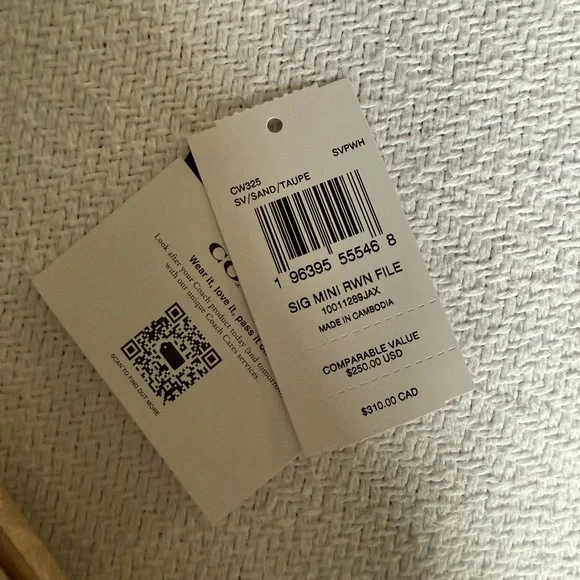 SVPWH
CW325
SV/SAND/TAUPE
1 96395 55546 8
SIG MINI RWN FILE
10011289JAX
MADE IN CAMBODIA
COMPARABLE VALUE
$250.00 USD
$310.00 CAD
Wear it, love it, pass it
Look after your Coach product today (and
with our unique Coach Cares services.
SCAN TO FIND OUT MORE